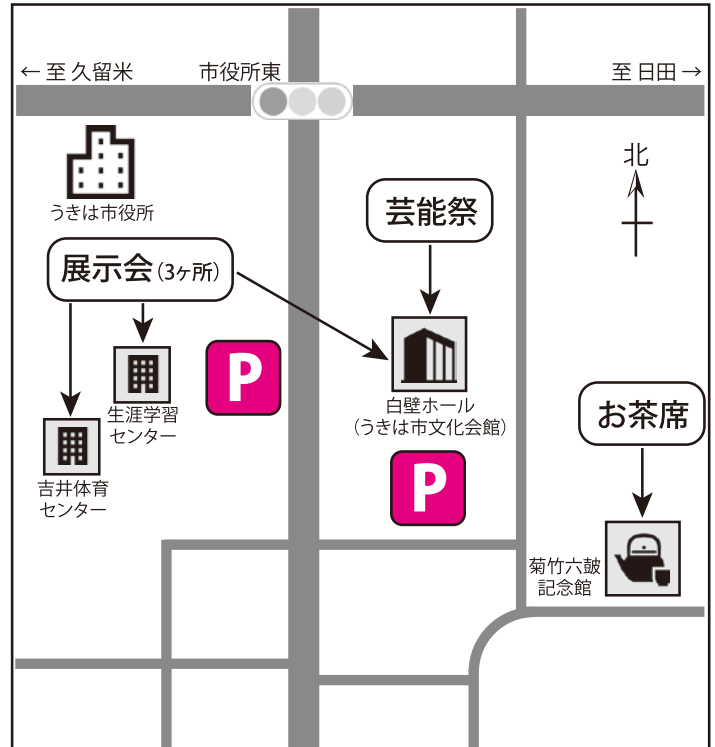 ← 至 久留米
市役所東
至 日田 →
北
うきは市役所
芸能祭
展示会（3ヶ所）
P
白壁ホール
（うきは市文化会館）
生涯学習
センター
お茶席
吉井体育
センター
P
菊竹六皷
記念館